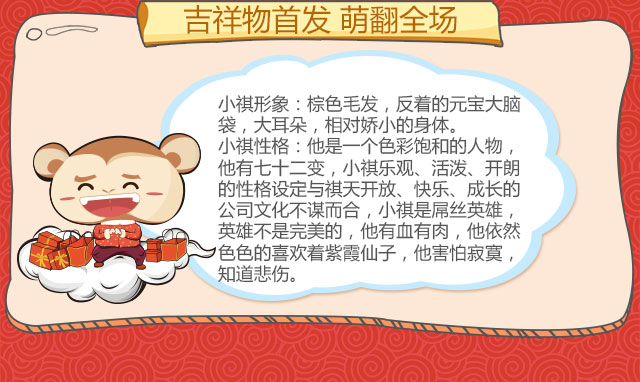 吉祥物首发 萌翻全场
小祺形象：棕色毛发，反着的元宝大脑
袋，大耳朵，相对娇小的身体。
小祺性格：他是一个色彩饱和的人物，
他有七十二变，小祺乐观、活泼、开朗
的性格设定与祺天开放、快乐、成长的
公司文化不谋而合，小祺是屌丝英雄，
英雄不是完美的，他有血有肉，他依然
色色的喜欢着紫霞仙子，他害怕寂寞，
知道悲伤。